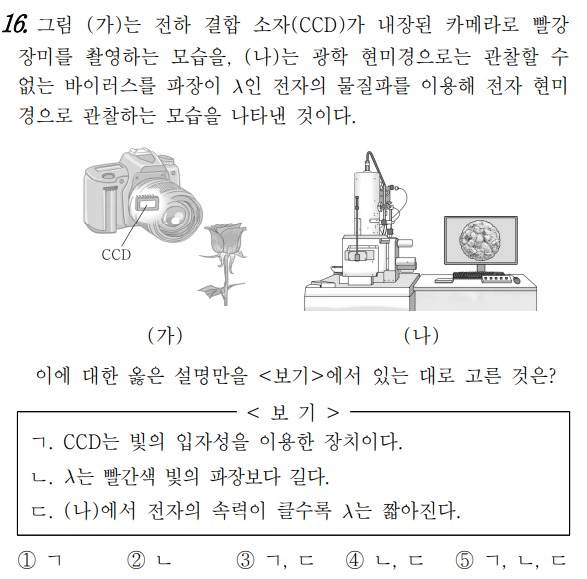 16. 그림 (가)는 전하 결합 소자(CCD)가 내장된 카메라로 빨강
장미를 촬영하는 모습을, (나)는 광학 현미경으로는 관찰할 수
없는 바이러스를 파장이 λ인 전자의 물질파를 이용해 전자 현미
경으로 관찰하는 모습을 나타낸 것이다.
CCD
(가)
(나)
이에 대한 옳은 설명만을 <보기>에서 있는 대로 고른 것은?
< 보 기 >
ㄱ. CCD는 빛의 입자성을 이용한 장치이다.
ㄴ. λ는 빨간색 빛의 파장보다 길다.
ㄷ. (나)에서 전자의 속력이 클수록 λ는 짧아진다.
① ㄱ ② ㄴ ③ ㄱ, ㄷ ④ ㄴ, ㄷ ⑤ ㄱ, ㄴ, ㄷ